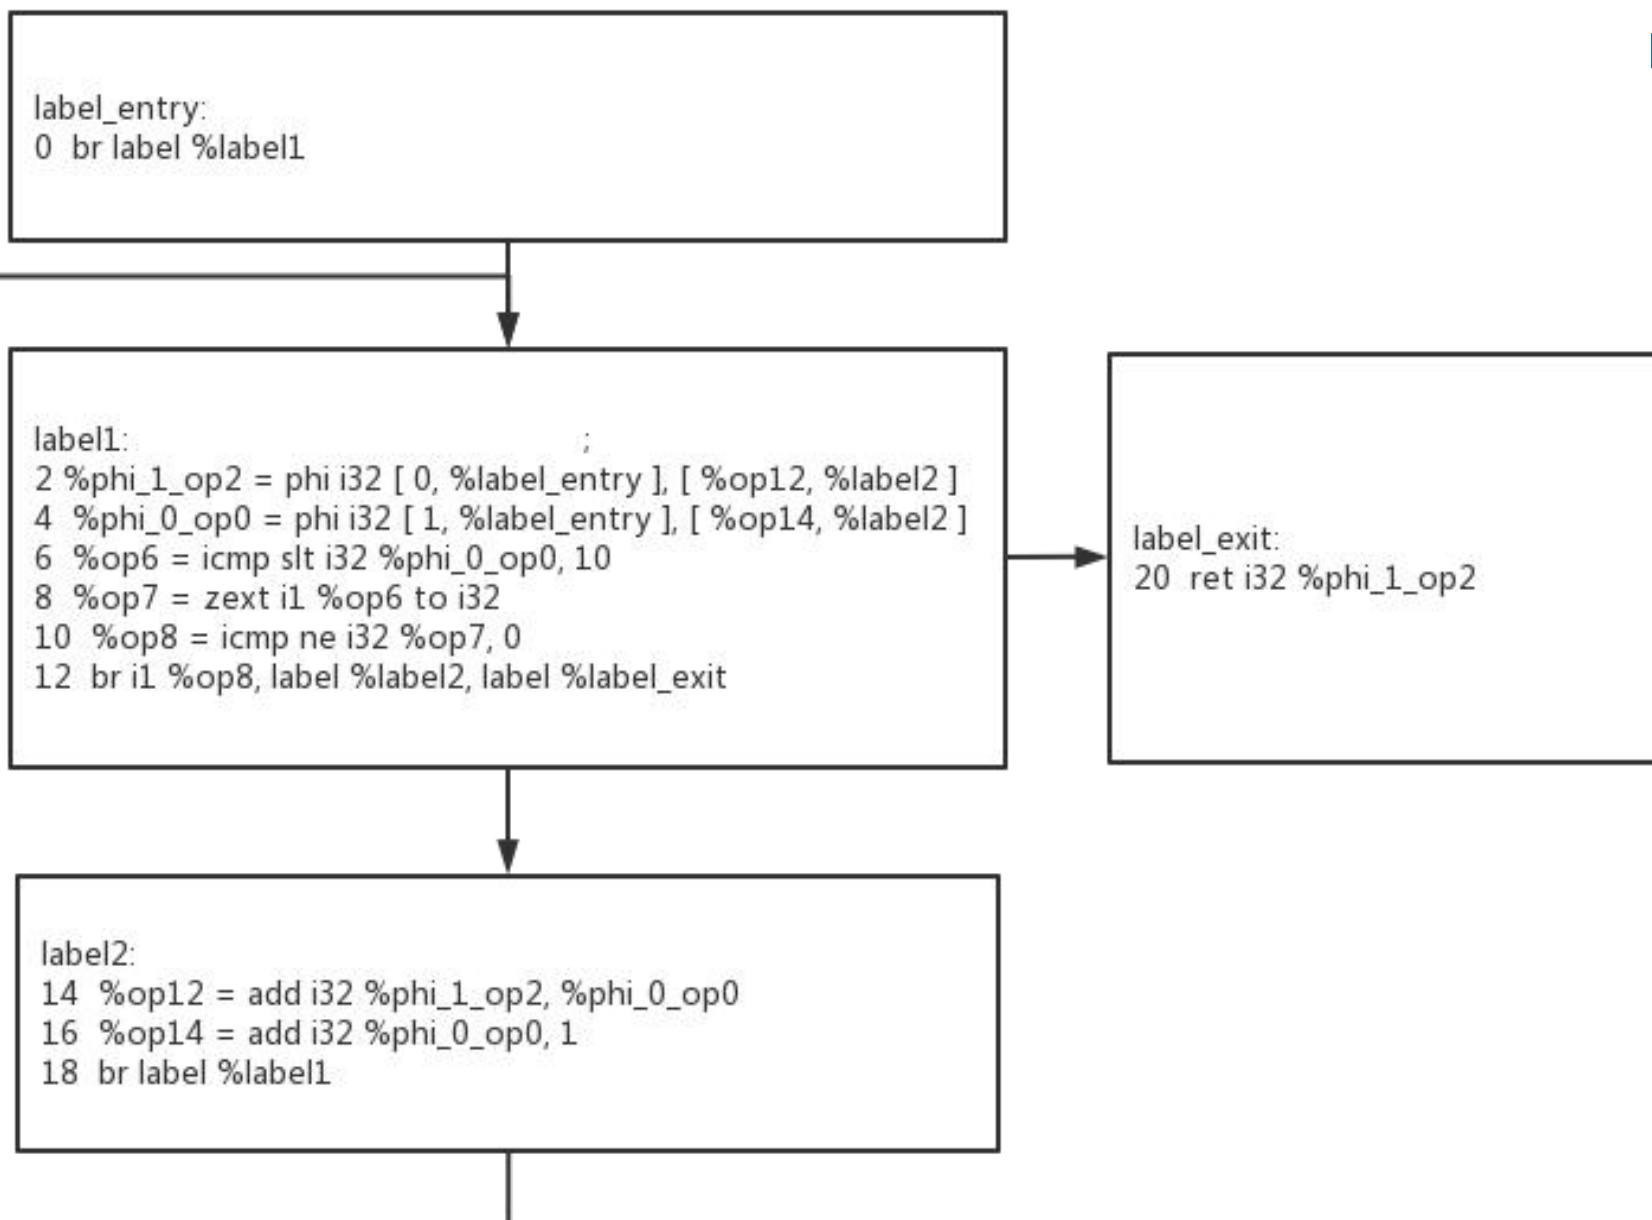 label_entry:
0 br label %label1
label1: ;
2 %phi_1_op2 = phi i32 [ 0, %label_entry ], [ %op12, %label2 ]
4 %phi_0_op0 = phi i32 [ 1, %label_entry ], [ %op14, %label2 ]
6 %op6 = icmp slt i32 %phi_0_op0, 10
8 %op7 = zext i1 %op6 to i32
10 %op8 = icmp ne i32 %op7, 0
12 br i1 %op8, label %label2, label %label_exit
label_exit:
20 ret i32 %phi_1_op2
label2:
14 %op12 = add i32 %phi_1_op2, %phi_0_op0
16 %op14 = add i32 %phi_0_op0, 1
18 br label %label1